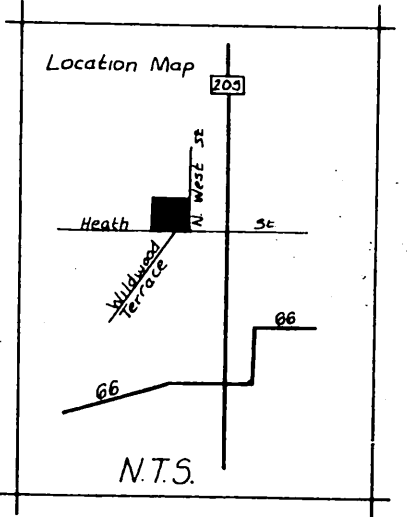 Location Map
209
N. West St
Heath St
Wildwood
Terrace
66
66
N.T.S.